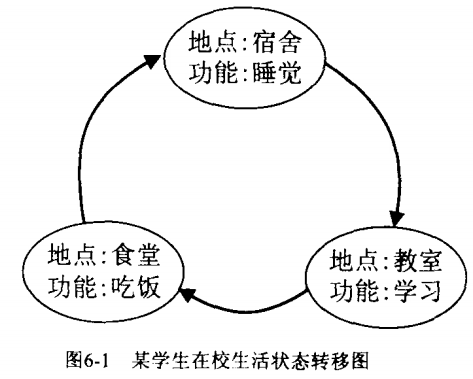 地点:宿舍
功能:睡觉
地点:食堂
功能:吃饭
地点:教室
功能:学习
图6-1 某学生在校生活状态转移图